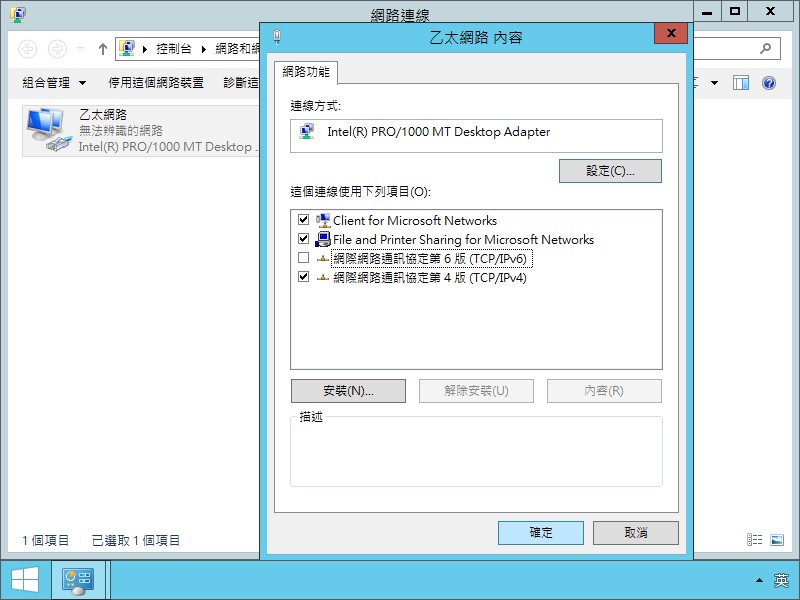 網路連線
控制台
網路和網
組合管理
停用這個網路裝置
診斷這
乙太網路
無法辨識的網路
Intel(R) PRO/1000 MT Desktop ...
1 個項目
已選取 1 個項目
乙太網路 內容
網路功能
連線方式:
Intel(R) PRO/1000 MT Desktop Adapter
設定(C)...
這個連線使用下列項目(O):
Client for Microsoft Networks
File and Printer Sharing for Microsoft Networks
網際網路通訊協定第 6 版 (TCP/IPv6)
網際網路通訊協定第 4 版 (TCP/IPv4)
安裝(N)...
解除安裝(U)
內容(R)
描述
確定
取消
英